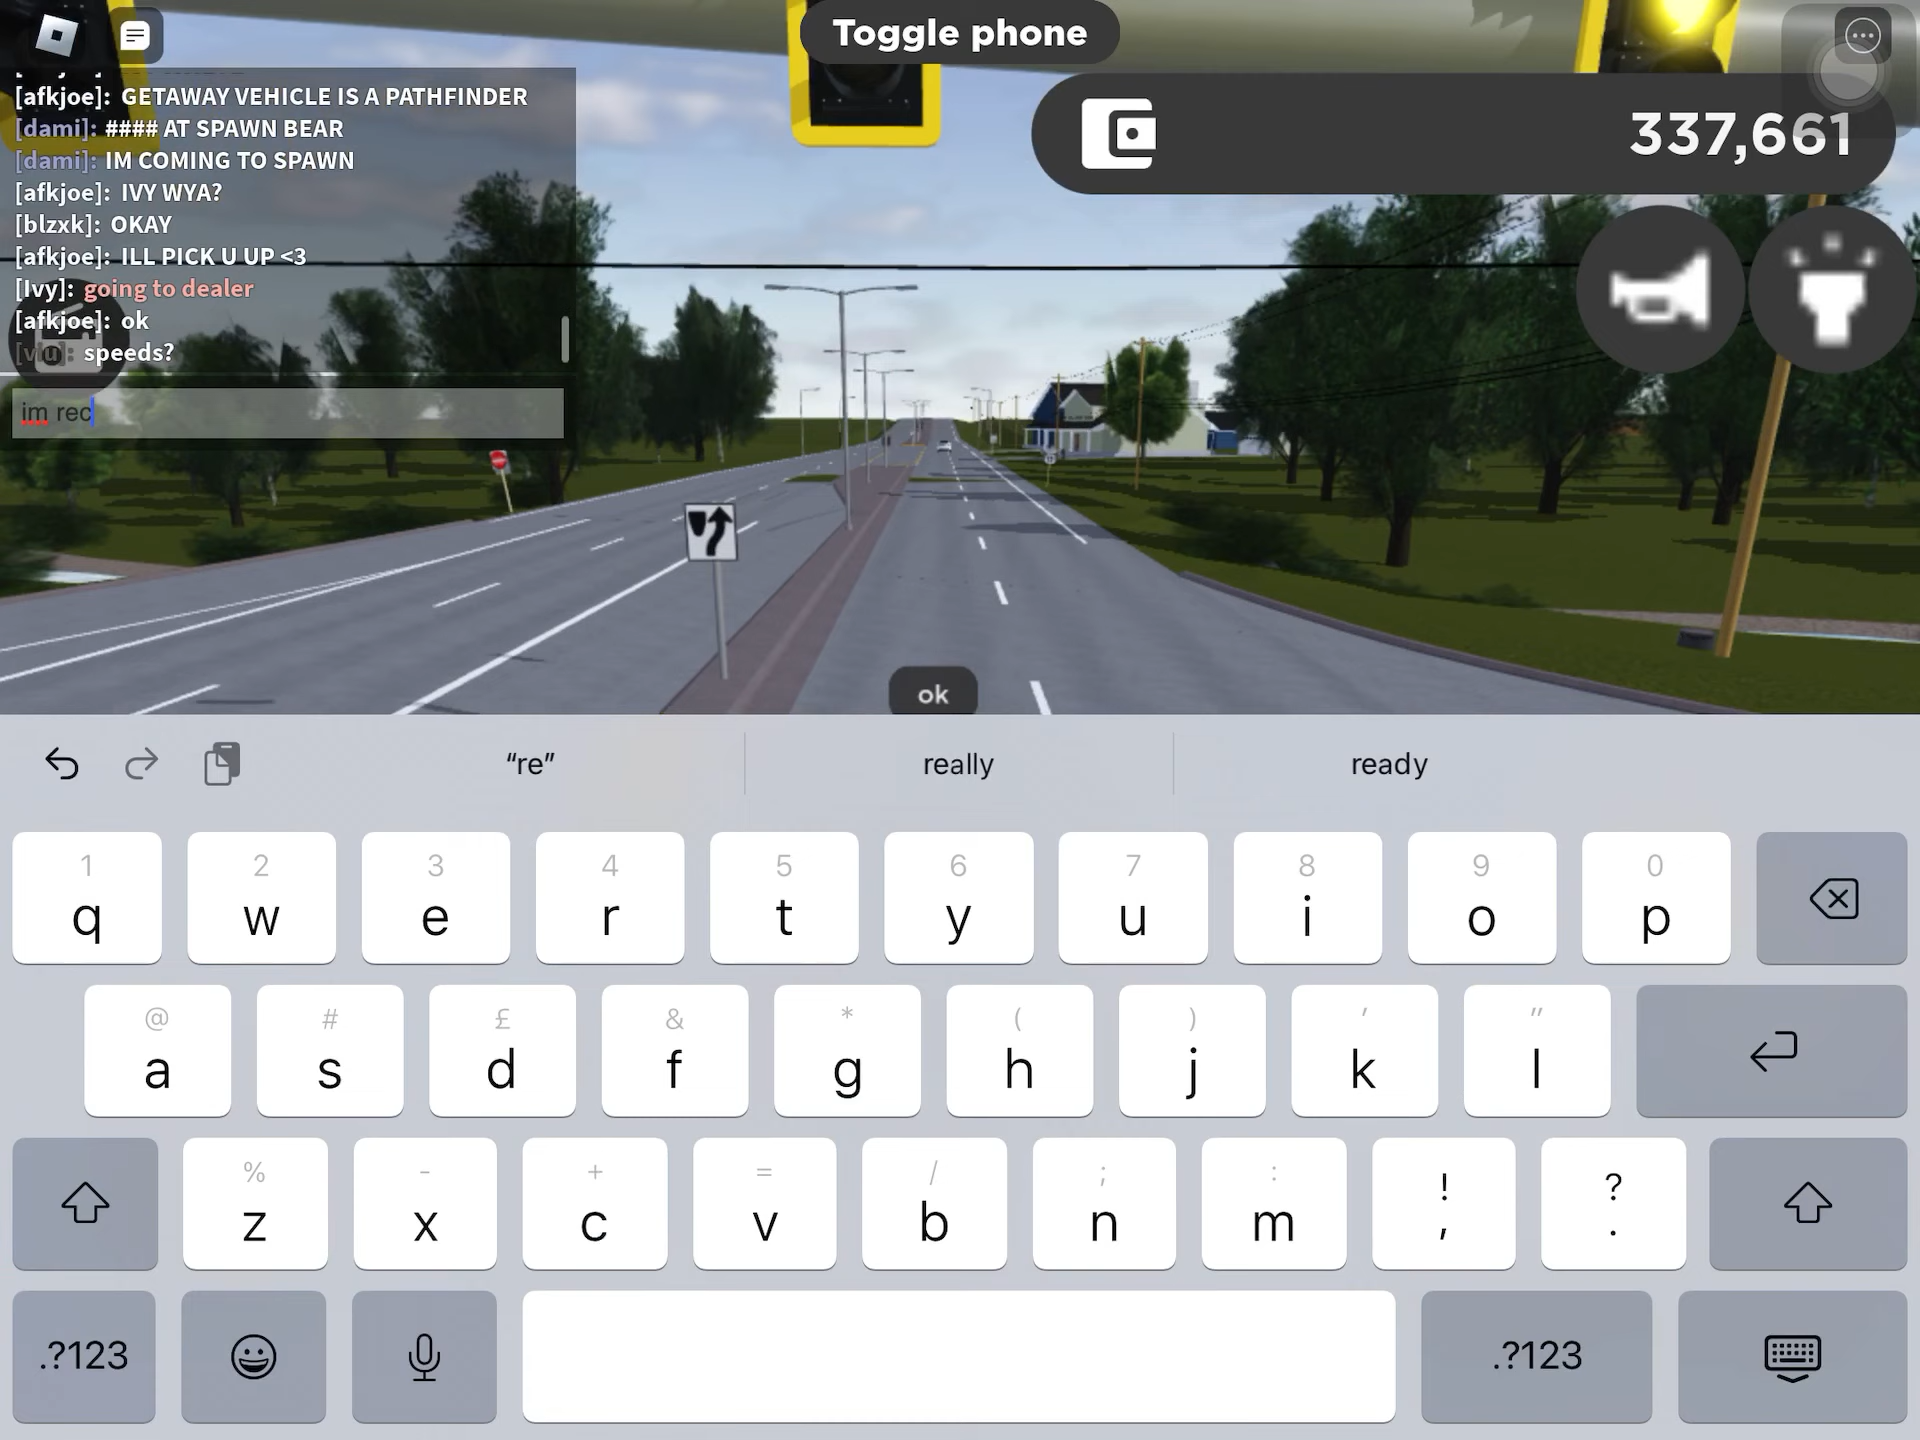 Toggle phone
337,661
[afkjoe]: GETAWAY VEHICLE IS A PATHFINDER
[dami]: #### AT SPAWN BEAR
[dami]: IM COMING TO SPAWN
[afkjoe]: IVY WYA?
[blzxk]: OKAY
[afkjoe]: ILL PICK U UP <3
[Ivy]: going to dealer
[afkjoe]: ok
speeds?
im rec
ok
“re” really ready
1 2 3 4 5 6 7 8 9 0
q w e r t y u i o p
@ # £ & * ( ) ' "
a s d f g h j k l
% - + = / ; : ! ?
z x c v b n m , .
.?123 .?123